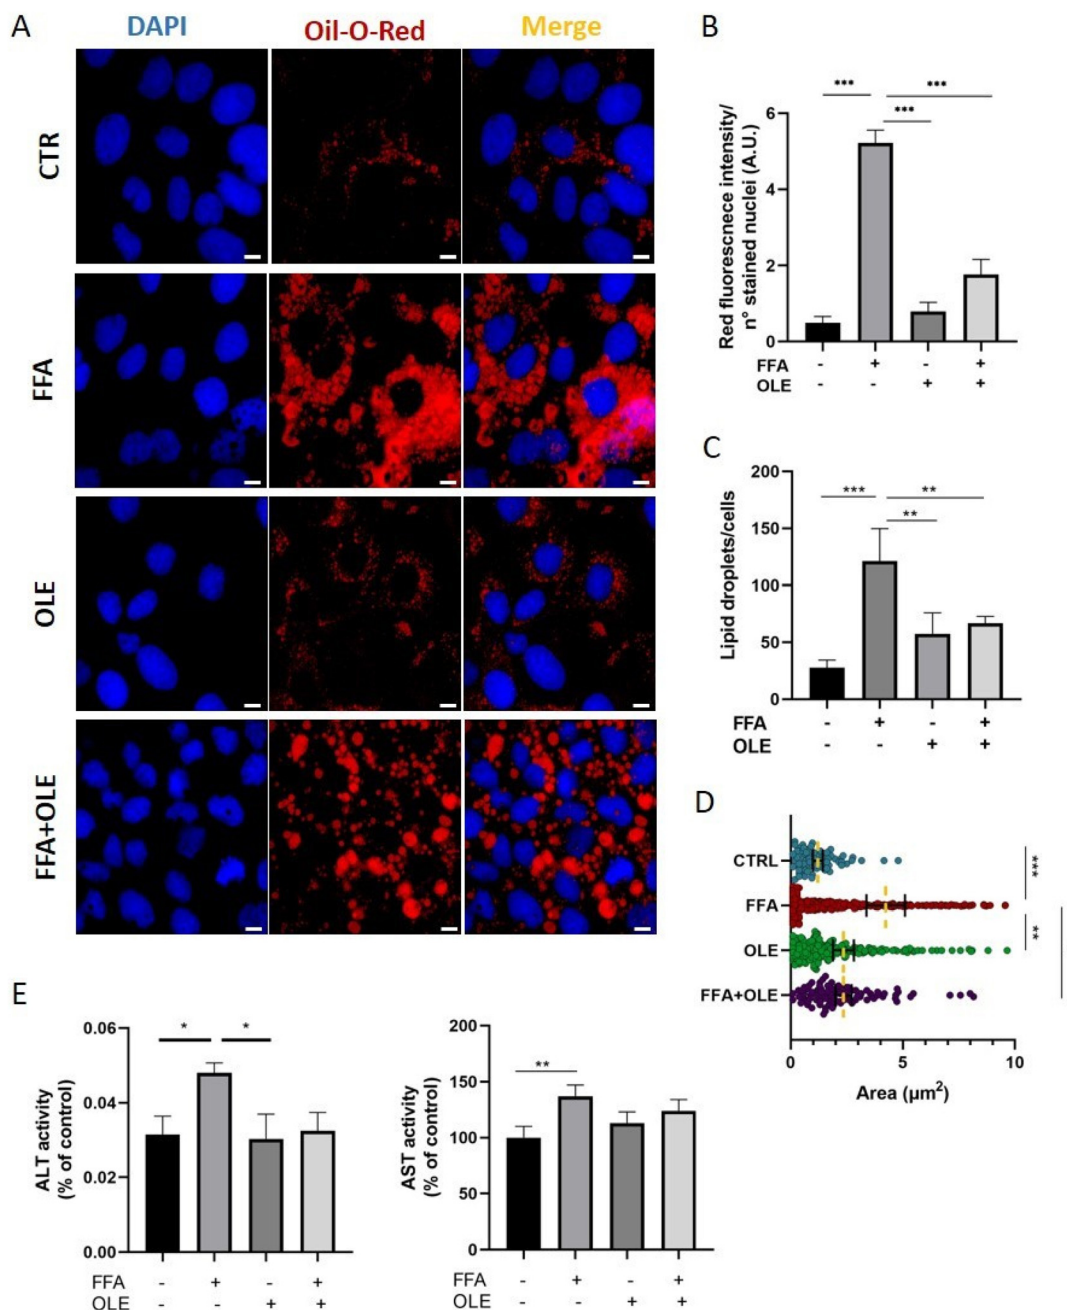 A
DAPI
Oil-O-Red
Merge
CTR
FFA
OLE
FFA+OLE
B
Red fluorescnece intensity/
n° stained nuclei (A.U.)
6
4
2
0
***
***
***
FFA - + - +
OLE - - + +
C
Lipid droplets/cells
200
150
100
50
0
***
**
**
FFA - + - +
OLE - - + +
D
CTRL
FFA
OLE
FFA+OLE
***
**
0 5 10
Area (µm²)
E
ALT activity
(% of control)
0.06
0.04
0.02
0.00
*
*
FFA - + - +
OLE - - + +
AST activity
(% of control)
200
150
100
50
0
**
FFA - + - +
OLE - - + +